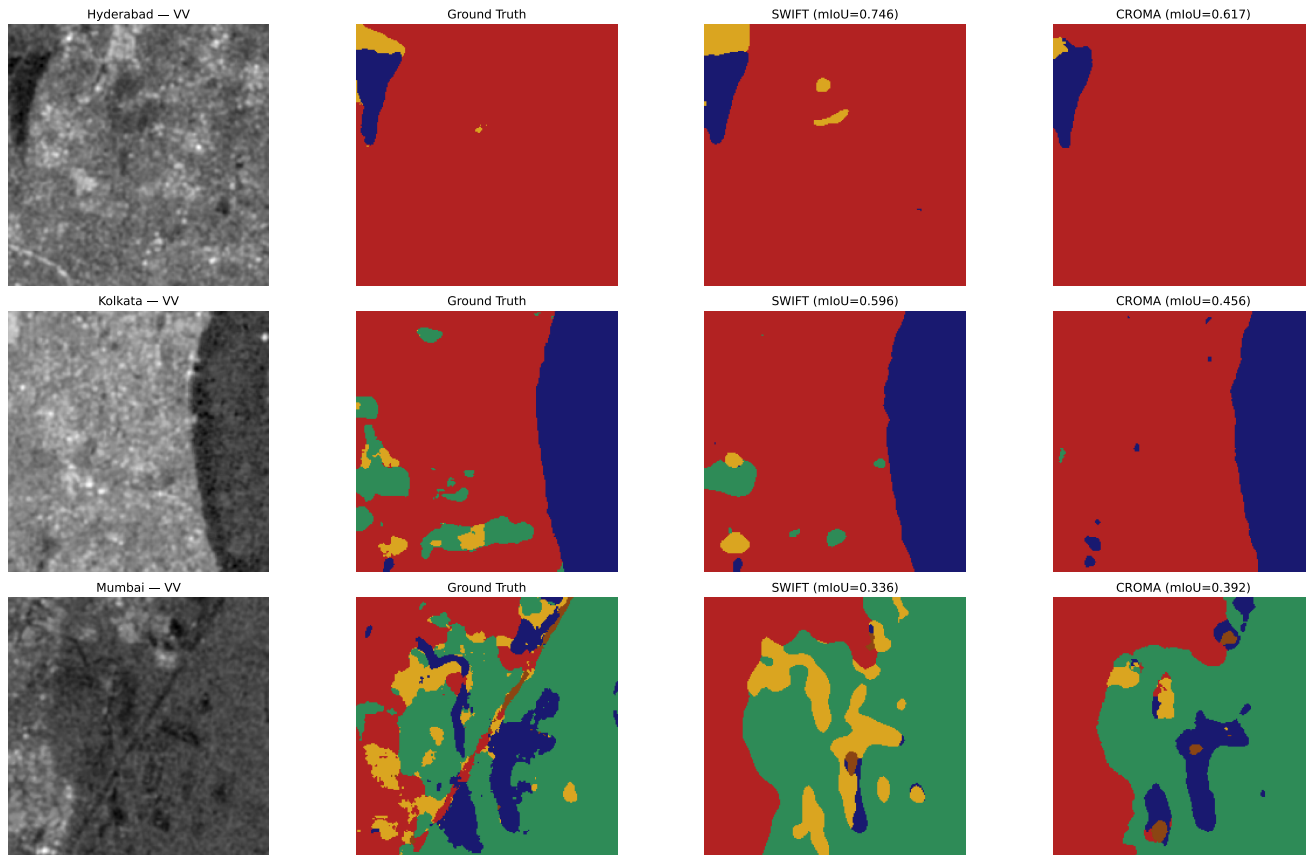 Hyderabad — VV
Ground Truth
SWIFT (mIoU=0.746)
CROMA (mIoU=0.617)
Kolkata — VV
Ground Truth
SWIFT (mIoU=0.596)
CROMA (mIoU=0.456)
Mumbai — VV
Ground Truth
SWIFT (mIoU=0.336)
CROMA (mIoU=0.392)